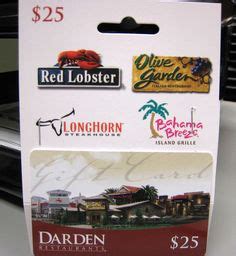 $25
Red Lobster
Olive Garden
ITALIAN RESTAURANT
LONGHORN
STEAKHOUSE
Bahama
Breeze
ISLAND GRILLE
Gift Card
DARDEN
RESTAURANTS
$25